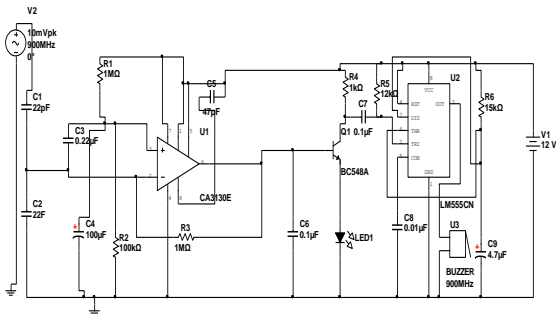 V2
10mVpk
900MHz
0°
R1
1MΩ
C1
22pF
C3
0.22µF
C2
22F
C4
100µF
R2
100kΩ
R3
1MΩ
C5
47pF
U1
CA3130E
C6
0.1µF
Q1
BC548A
R4
1kΩ
C7
0.1µF
LED1
R5
12kΩ
U2
VCC
RST
OUT
DIS
THR
TRI
CON
GND
LM555CN
C8
0.01µF
U3
BUZZER
900MHz
R6
15kΩ
C9
4.7µF
V1
12 V